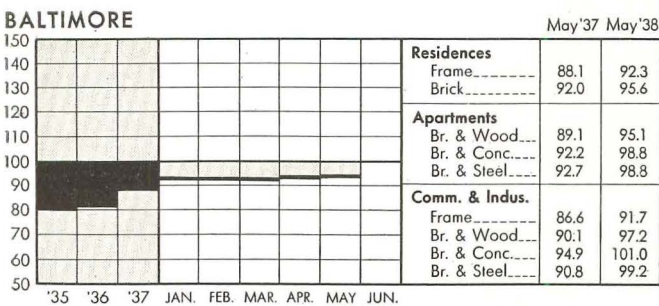 BALTIMORE
150
140
130
120
110
100
90
80
70
60
50
'35 '36 '37 JAN. FEB. MAR. APR. MAY JUN.
May'37 May'38
Residences
Frame 88.1 92.3
Brick 92.0 95.6
Apartments
Br. & Wood 89.1 95.1
Br. & Conc. 92.2 98.8
Br. & Steel 92.7 98.8
Comm. & Indus.
Frame 86.6 91.7
Br. & Wood 90.1 97.2
Br. & Conc. 94.9 101.0
Br. & Steel 90.8 99.2